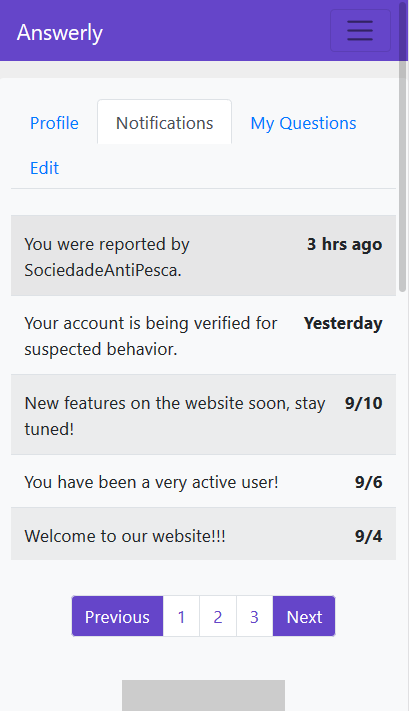 Answerly
Profile
Notifications
My Questions
Edit
You were reported by
SociedadeAntiPesca.
3 hrs ago
Your account is being verified for
suspected behavior.
Yesterday
New features on the website soon, stay
tuned!
9/10
You have been a very active user!
9/6
Welcome to our website!!!
9/4
Previous
1
2
3
Next